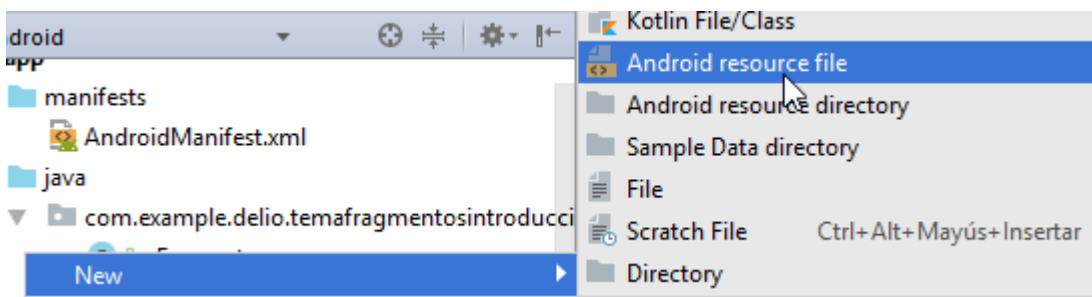 droid
app
manifests
AndroidManifest.xml
java
com.example.delio.temafragmentosintroducci
New
Kotlin File/Class
Android resource file
Android resource directory
Sample Data directory
File
Scratch File Ctrl+Alt+Mayús+Insertar
Directory